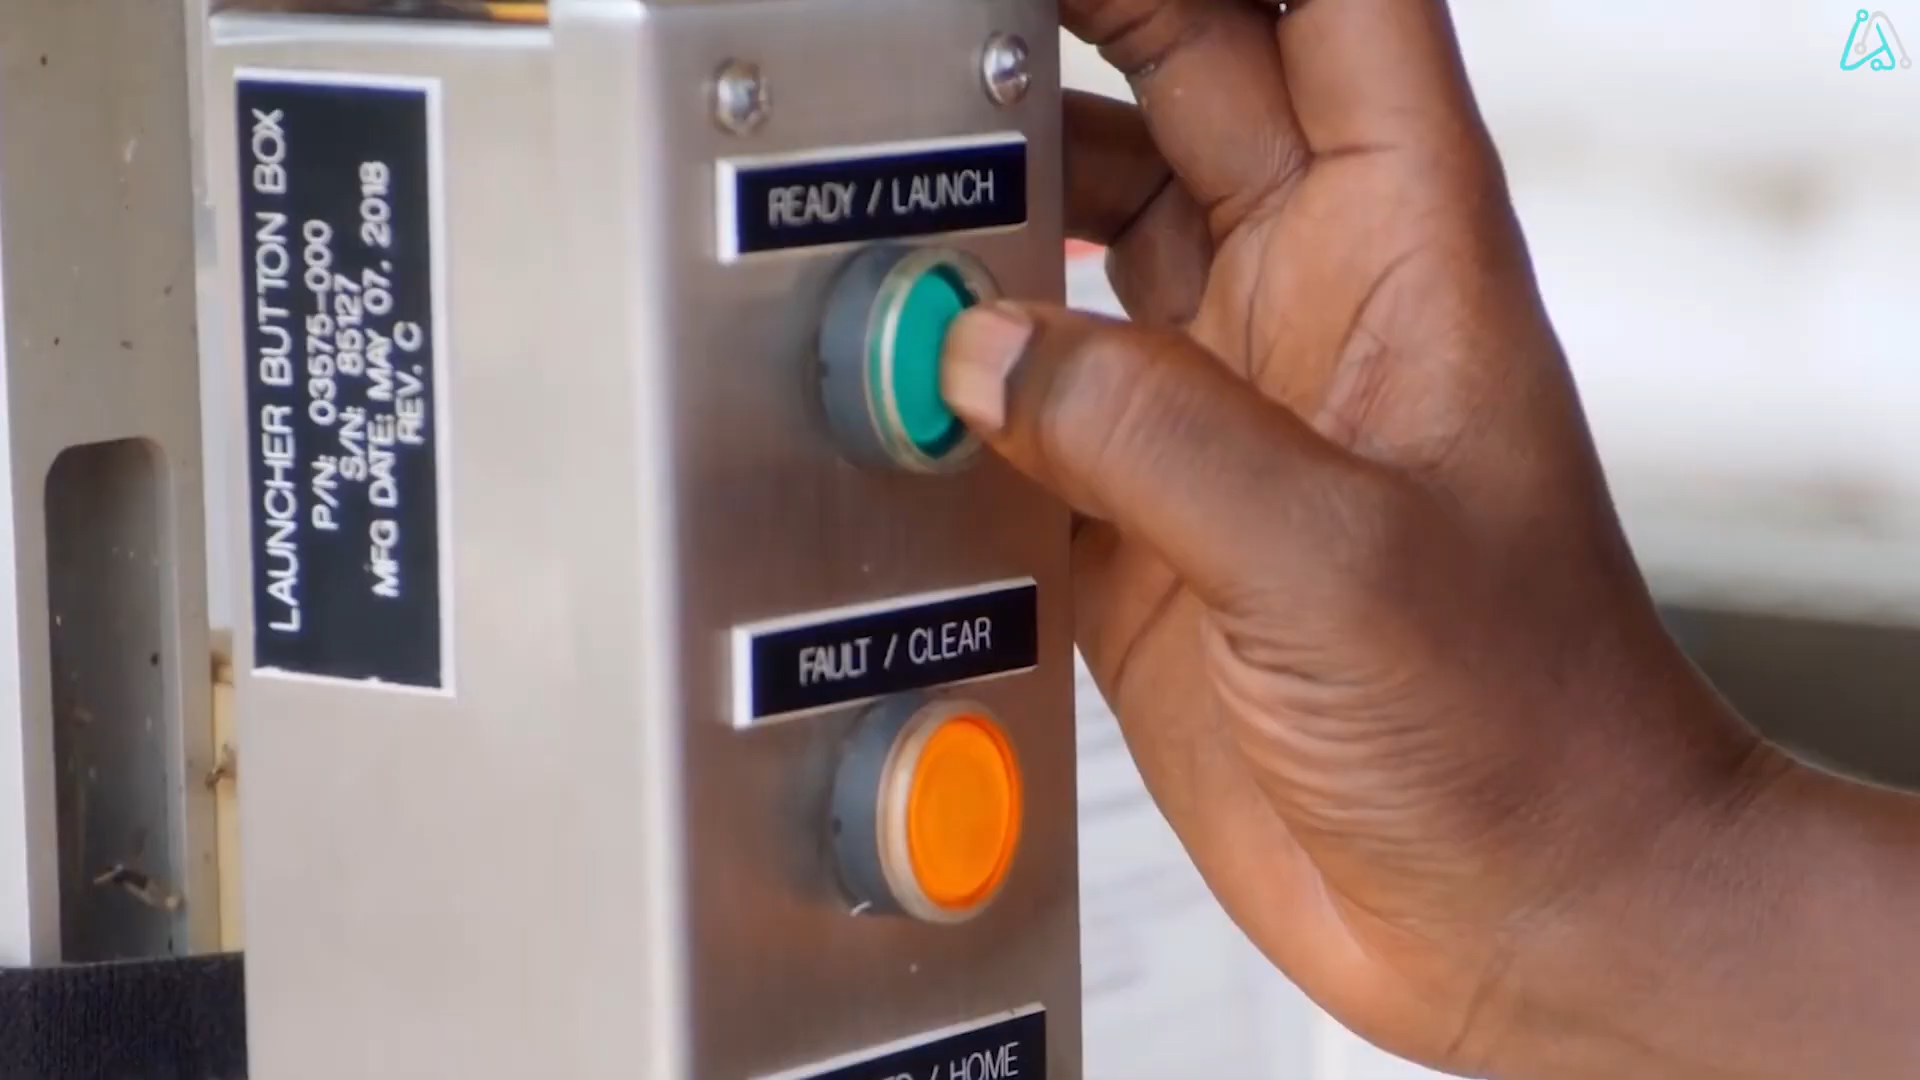 LAUNCHER BUTTON BOX
P/N: 03575-000
S/N: 85127
MFG DATE: MAY 07, 2018
REV. C
READY / LAUNCH
FAULT / CLEAR
/ HOME